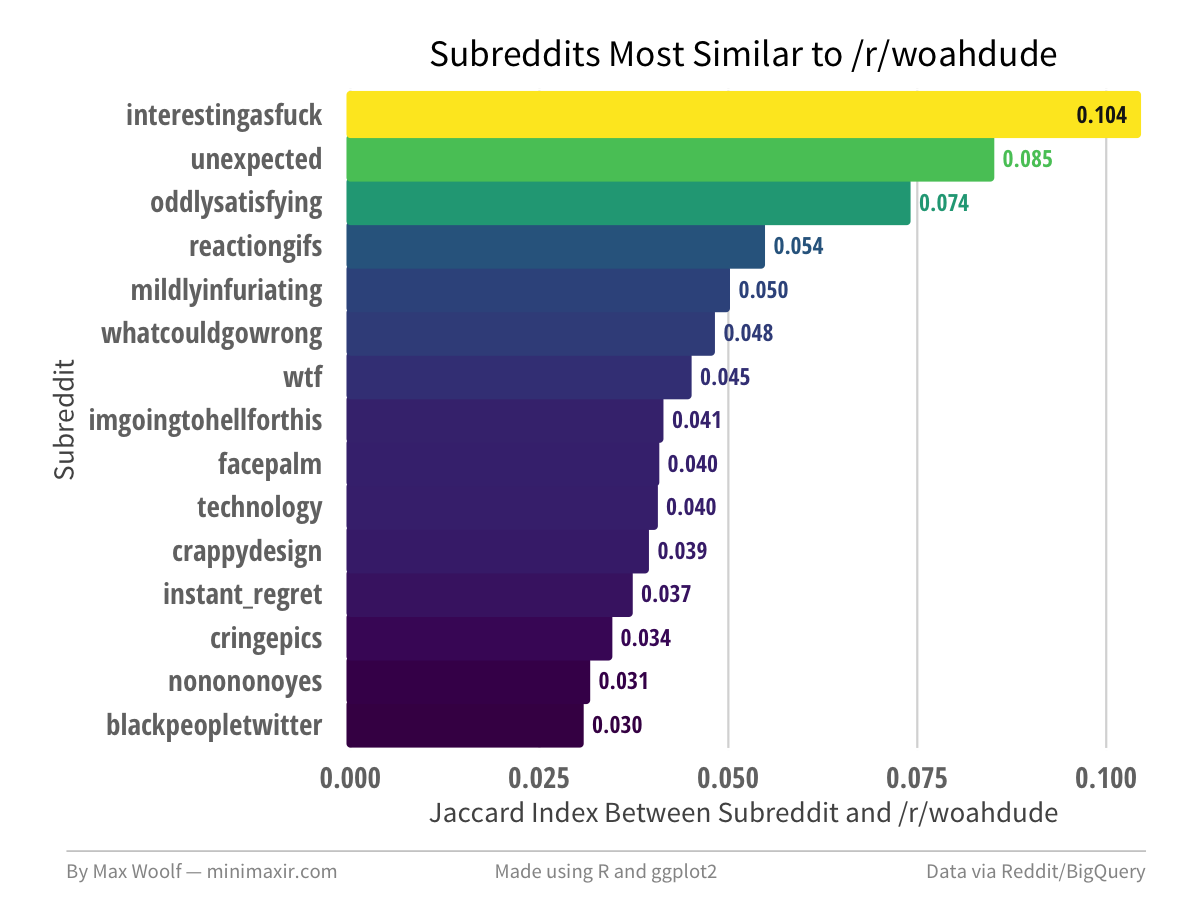 Subreddits Most Similar to /r/woahdude
interestingasfuck 0.104
unexpected 0.085
oddlysatisfying 0.074
reactiongifs 0.054
mildlyinfuriating 0.050
whatcouldgowrong 0.048
wtf 0.045
imgoingtohellforthis 0.041
facepalm 0.040
technology 0.040
crappydesign 0.039
instant_regret 0.037
cringepics 0.034
nonononoyes 0.031
blackpeopletwitter 0.030
Subreddit
0.000 0.025 0.050 0.075 0.100
Jaccard Index Between Subreddit and /r/woahdude
By Max Woolf — minimaxir.com Made using R and ggplot2 Data via Reddit/BigQuery